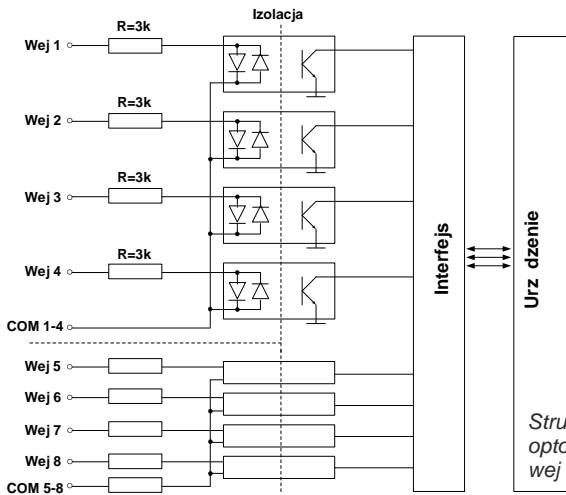 Izolacja
R=3k
Wej 1
R=3k
Wej 2
R=3k
Wej 3
R=3k
Wej 4
COM 1-4
Wej 5
Wej 6
Wej 7
Wej 8
COM 5-8
Interfejs
Urz dzenie
Stru
opto
wej